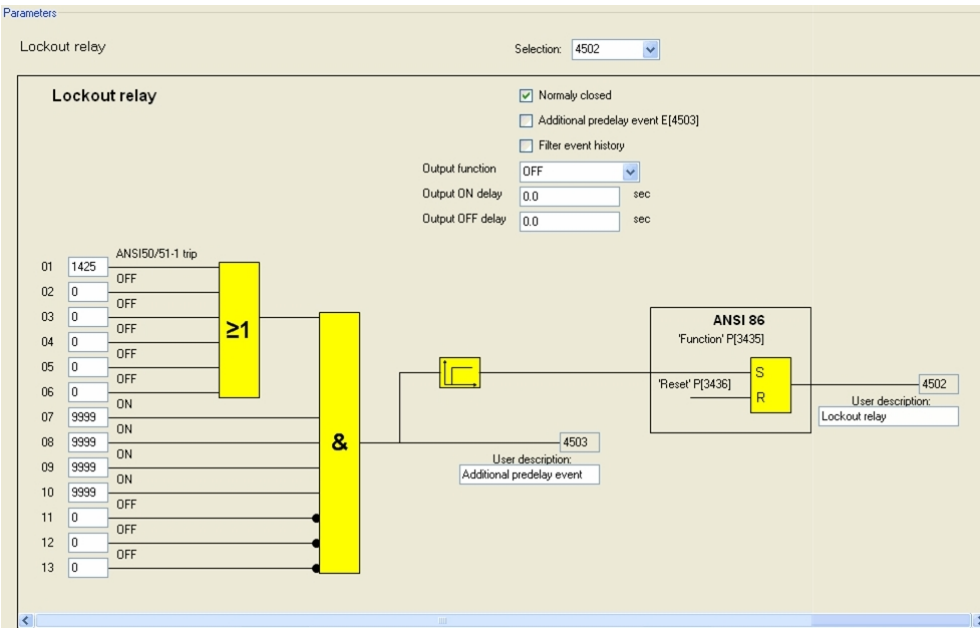 Parameters
Lockout relay
Selection: 4502
Lockout relay
Normaly closed
Additional predelay event E[4503]
Filter event history
Output function OFF
Output ON delay 0.0 sec
Output OFF delay 0.0 sec
ANSI50/51-1 trip
01 1425
OFF
02 0
OFF
03 0
OFF
04 0
OFF
05 0
OFF
06 0
ON
07 9999
ON
08 9999
ON
09 9999
ON
10 9999
OFF
11 0
OFF
12 0
OFF
13 0
≥1
&
4503
User description:
Additional predelay event
ANSI 86
'Function' P[3435]
S
'Reset' P[3436]
R
4502
User description:
Lockout relay